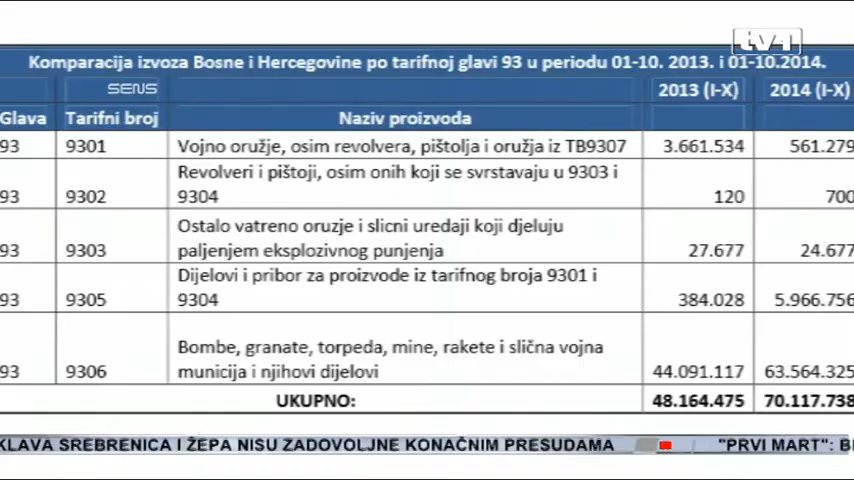 tv1
Komparacija izvoza Bosne i Hercegovine po tarifnoj glavi 93 u periodu 01-10. 2013. i 01-10.2014.
SENS 2013 (I-X) 2014 (I-X)
Glava Tarifni broj Naziv proizvoda
93 9301 Vojno oružje, osim revolvera, pištolja i oružja iz TB9307 3.661.534 561.279
Revolveri i pištoji, osim onih koji se svrstavaju u 9303 i
93 9302 9304 120 700
Ostalo vatreno oruzje i slicni uredaji koji djeluju
93 9303 paljenjem eksplozivnog punjenja 27.677 24.677
Dijelovi i pribor za proizvode iz tarifnog broja 9301 i
93 9305 9304 384.028 5.966.756
Bombe, granate, torpeda, mine, rakete i slična vojna
93 9306 municija i njihovi dijelovi 44.091.117 63.564.325
UKUPNO: 48.164.475 70.117.738
KLAVA SREBRENICA I ŽEPA NISU ZADOVOLJNE KONAČNIM PRESUDAMA "PRVI MART": B